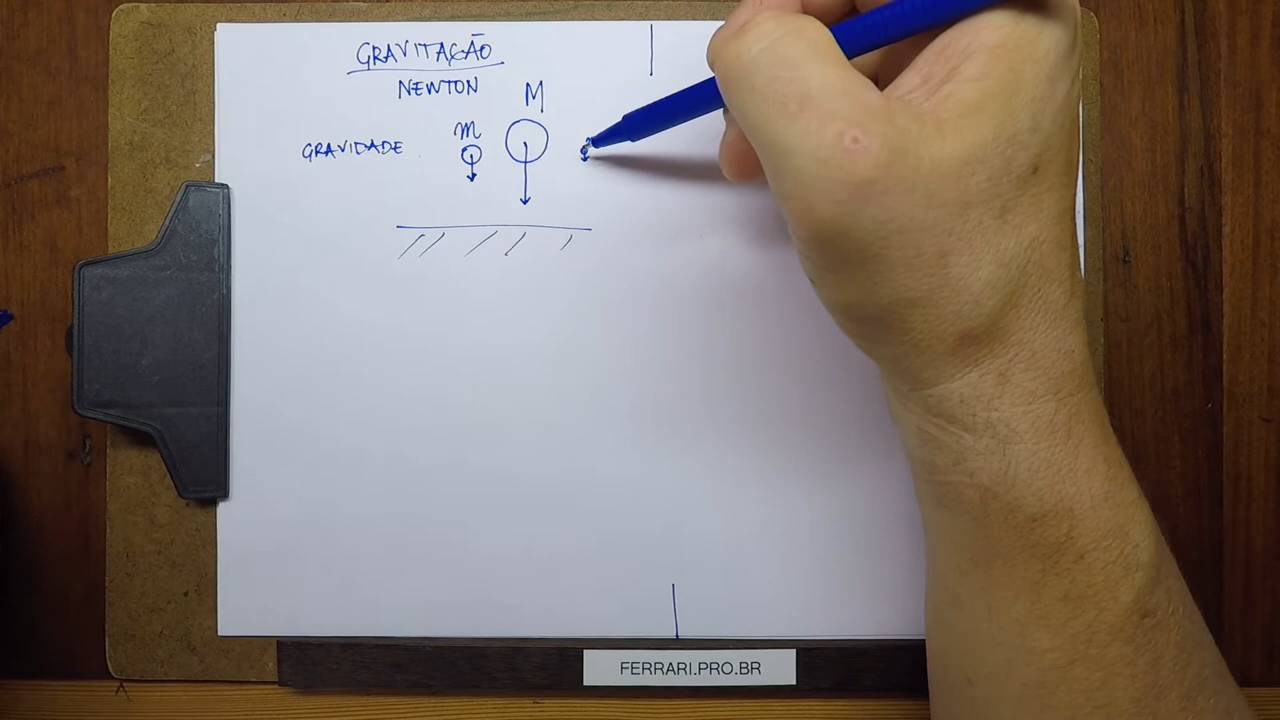 GRAVITAÇÃO
NEWTON
M
m
GRAVIDADE
FERRARI.PRO.BR